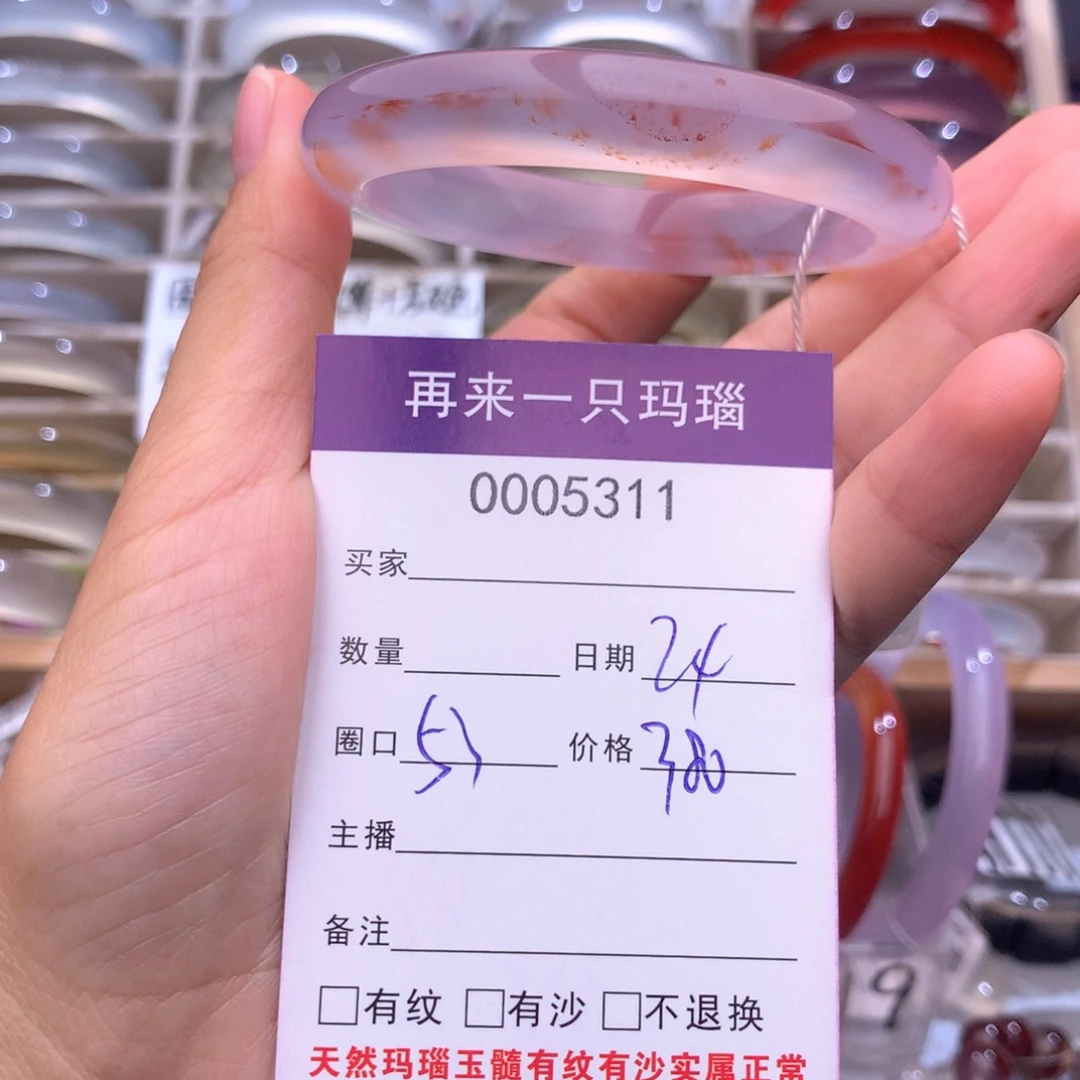 再来一只玛瑙
0005311
买家
数量 日期 24
圈口 53 价格 380
主播
备注
□有纹 □有沙 □不退换
天然玛瑙玉髓有纹有沙实属正常
9